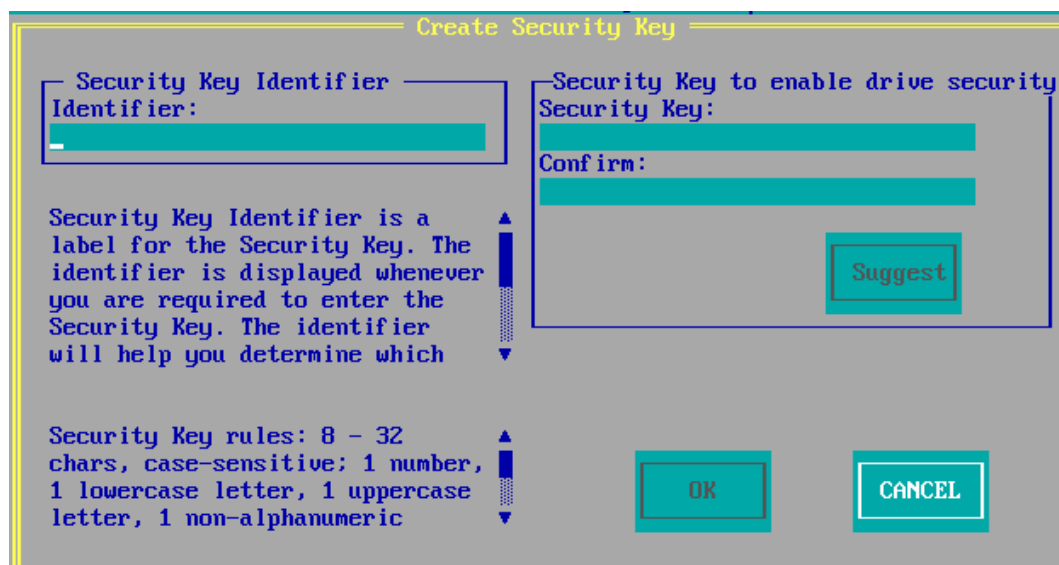 Create Security Key
Security Key Identifier
Identifier:
Security Key Identifier is a
label for the Security Key. The
identifier is displayed whenever
you are required to enter the
Security Key. The identifier
will help you determine which
Security Key rules: 8 - 32
chars, case-sensitive; 1 number,
1 lowercase letter, 1 uppercase
letter, 1 non-alphanumeric
Security Key to enable drive security
Security Key:
Confirm:
Suggest
OK
CANCEL